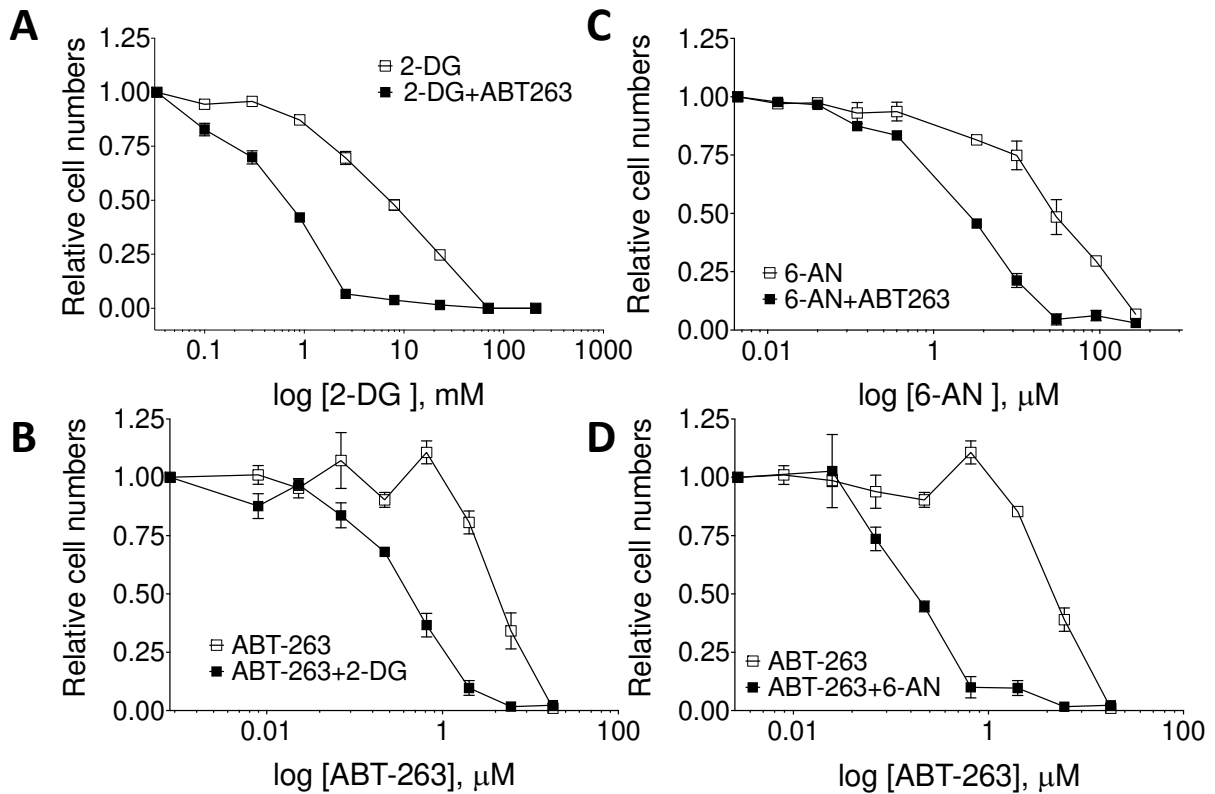 A
Relative cell numbers
1.25
1.00
0.75
0.50
0.25
0.00
2-DG
2-DG+ABT263
0.1 1 10 100 1000
log [2-DG ], mM
B
Relative cell numbers
1.25
1.00
0.75
0.50
0.25
0.00
ABT-263
ABT-263+2-DG
0.01 1 100
log [ABT-263], μM
C
Relative cell numbers
1.25
1.00
0.75
0.50
0.25
0.00
6-AN
6-AN+ABT263
0.01 1 100
log [6-AN ], μM
D
Relative cell numbers
1.25
1.00
0.75
0.50
0.25
0.00
ABT-263
ABT-263+6-AN
0.01 1 100
log [ABT-263], μM